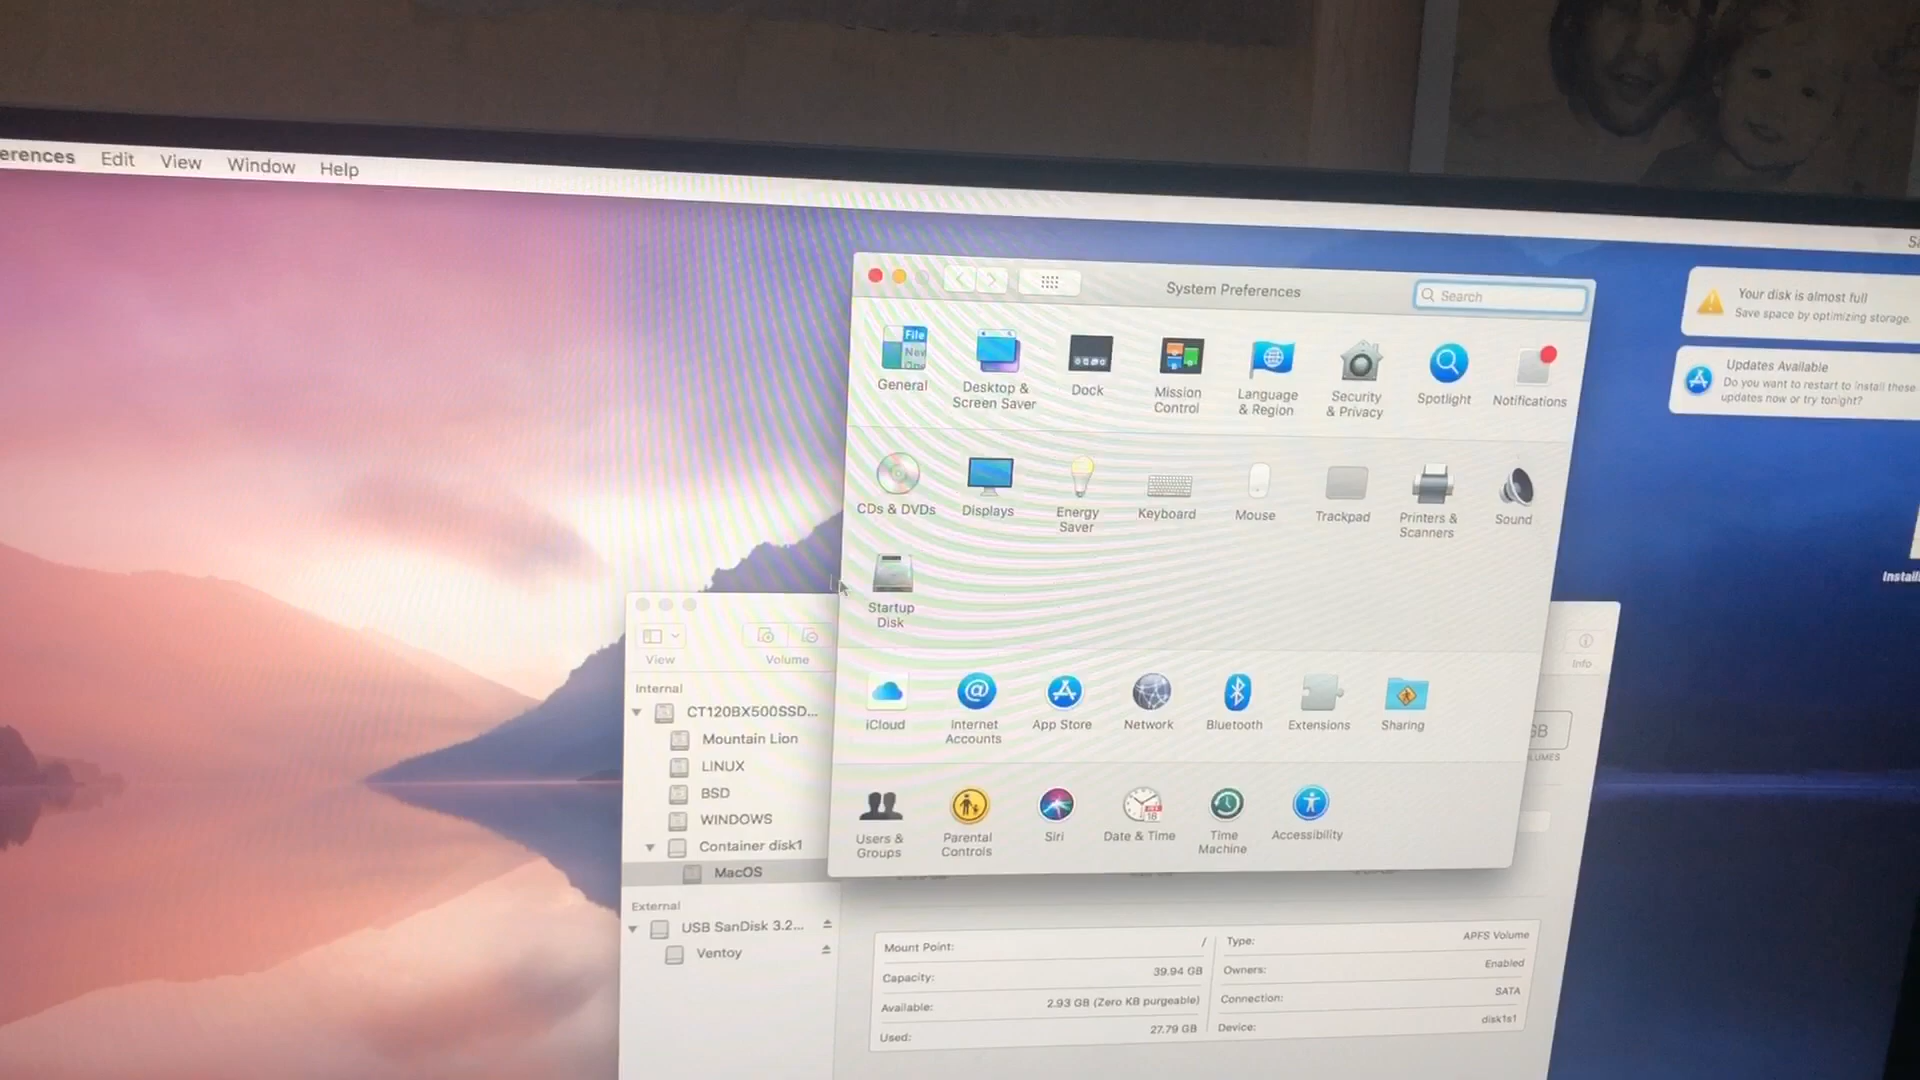 erences Edit View Window Help
System Preferences
Search
Your disk is almost full
Save space by optimizing storage.
Updates Available
Do you want to restart to install these
updates now or try tonight?
File
New
General
Desktop &
Screen Saver
Dock
Mission
Control
Language
& Region
Security
& Privacy
Spotlight
Notifications
CDs & DVDs
Displays
Energy
Saver
Keyboard
Mouse
Trackpad
Printers &
Scanners
Sound
Startup
Disk
iCloud
Internet
Accounts
App Store
Network
Bluetooth
Extensions
Sharing
Users &
Groups
Parental
Controls
Siri
18
Date & Time
Time
Machine
Accessibility
Install
View
Volume
Info
Internal
CT120BX500SSD...
Mountain Lion
LINUX
BSD
WINDOWS
Container disk1
MacOS
External
USB SanDisk 3.2...
Ventoy
GB
LUMES
Mount Point: /
Capacity: 39.94 GB
Available: 2.93 GB (Zero KB purgeable)
Used: 27.79 GB
Type: APFS Volume
Owners: Enabled
Connection: SATA
Device: disk1s1